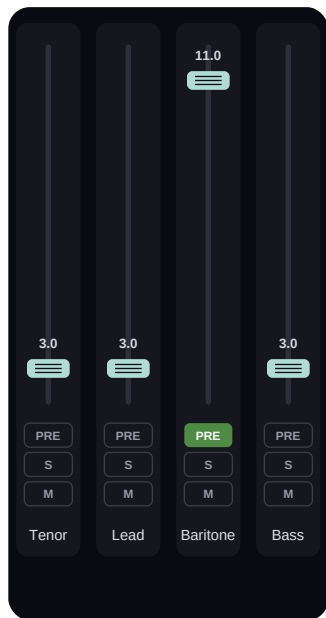 11.0
3.0 3.0 3.0
PRE PRE PRE PRE
S S S S
M M M M
Tenor Lead Baritone Bass